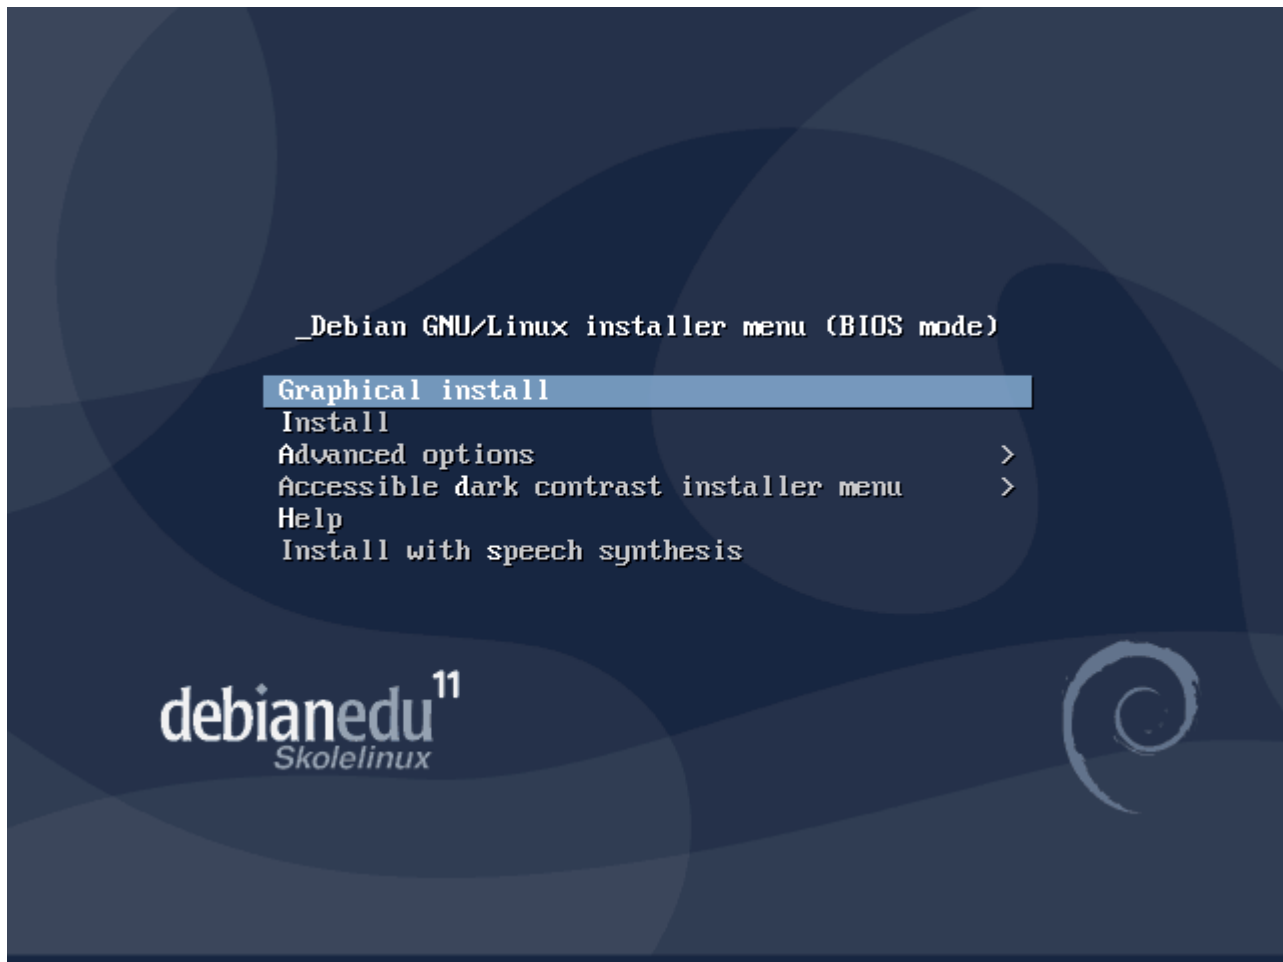 _Debian GNU/Linux installer menu (BIOS mode)
Graphical install
Install
Advanced options >
Accessible dark contrast installer menu >
Help
Install with speech synthesis
debianedu 11
Skolelinux